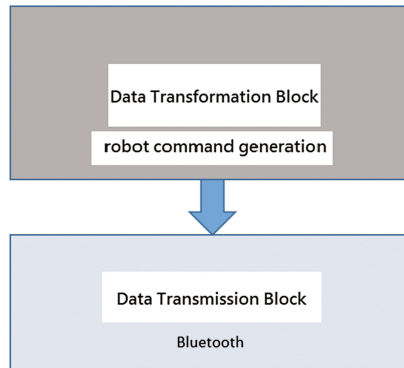 Data Transformation Block
robot command generation
Data Transmission Block
Bluetooth